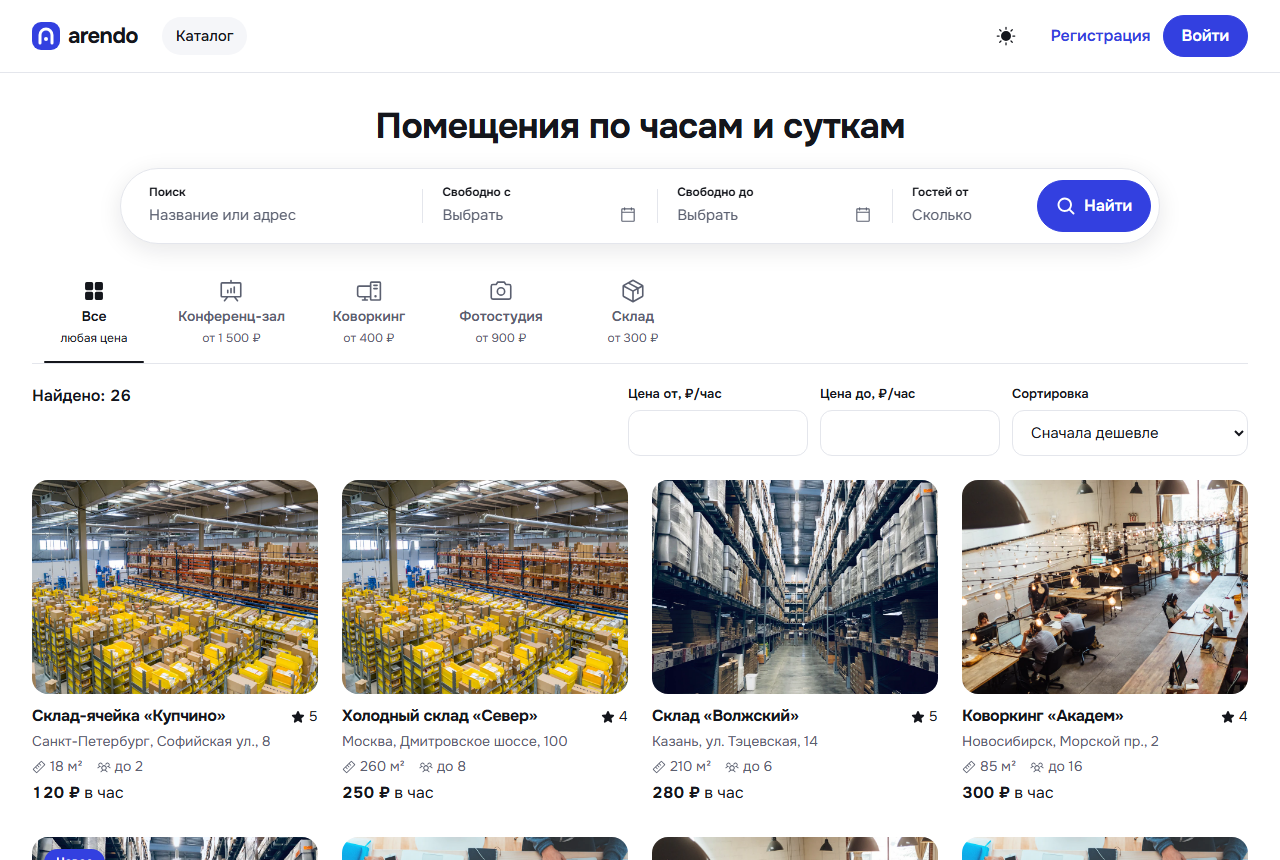 arendo Каталог Регистрация Войти
Помещения по часам и суткам
Поиск Свободно с Свободно до Гостей от
Название или адрес Выбрать Выбрать Сколько Найти
Все Конференц-зал Коворкинг Фотостудия Склад
любая цена от 1 500 ₽ от 400 ₽ от 900 ₽ от 300 ₽
Найдено: 26 Цена от, ₽/час Цена до, ₽/час Сортировка
Сначала дешевле
Склад-ячейка «Купчино» 5 Холодный склад «Север» 4 Склад «Волжский» 5 Коворкинг «Академ» 4
Санкт-Петербург, Софийская ул., 8 Москва, Дмитровское шоссе, 100 Казань, ул. Тэцевская, 14 Новосибирск, Морской пр., 2
18 м² до 2 260 м² до 8 210 м² до 6 85 м² до 16
120 ₽ в час 250 ₽ в час 280 ₽ в час 300 ₽ в час